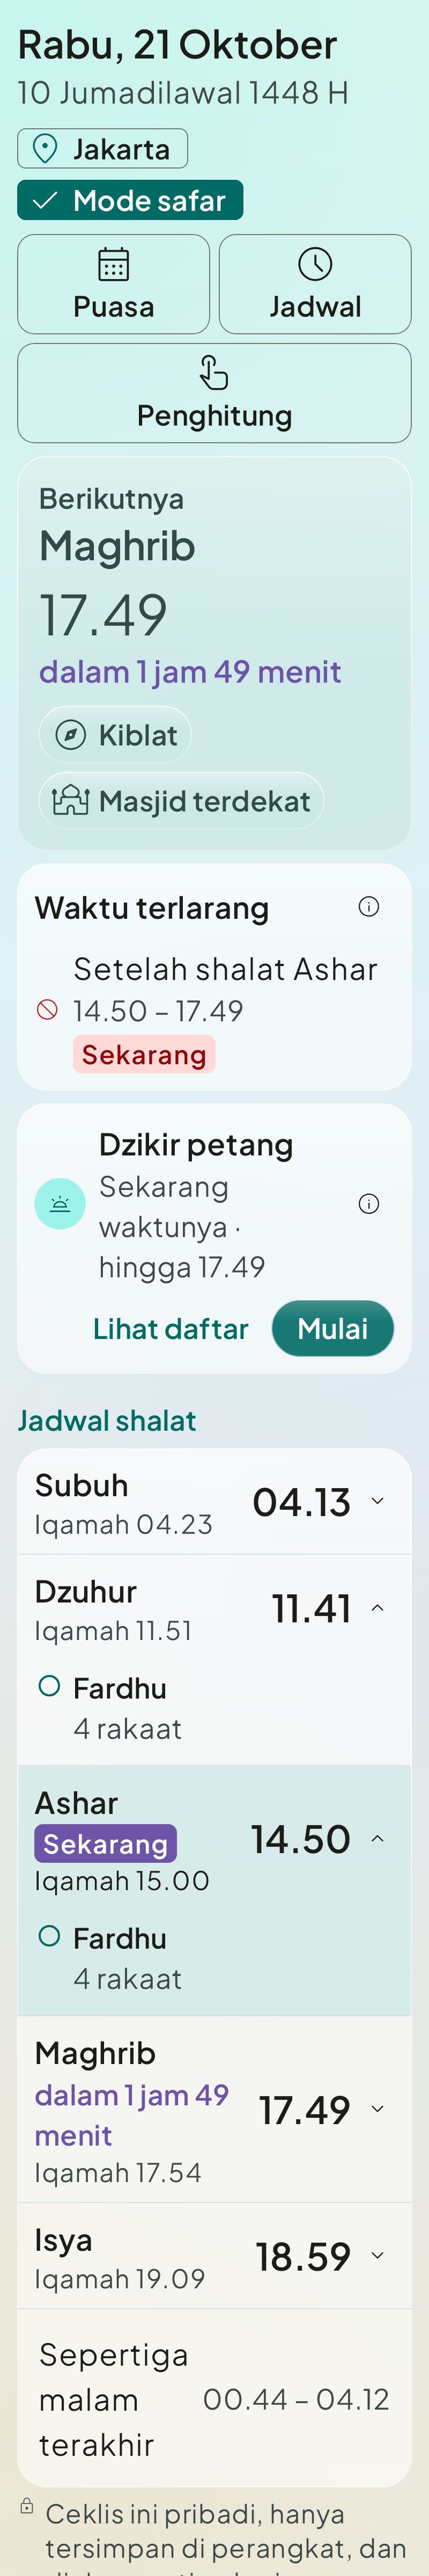 Rabu, 21 Oktober
10 Jumadilawal 1448 H
Jakarta
Mode safar
Puasa
Jadwal
Penghitung
Berikutnya
Maghrib
17.49
dalam 1 jam 49 menit
Kiblat
Masjid terdekat
Waktu terlarang
Setelah shalat Ashar
14.50 – 17.49
Sekarang
Dzikir petang
Sekarang
waktunya ·
hingga 17.49
Lihat daftar
Mulai
Jadwal shalat
Subuh
04.13
Iqamah 04.23
Dzuhur
11.41
Iqamah 11.51
Fardhu
4 rakaat
Ashar
Sekarang
14.50
Iqamah 15.00
Fardhu
4 rakaat
Maghrib
dalam 1 jam 49
menit
17.49
Iqamah 17.54
Isya
18.59
Iqamah 19.09
Sepertiga
malam
terakhir
00.44 – 04.12
Ceklis ini pribadi, hanya
tersimpan di perangkat, dan